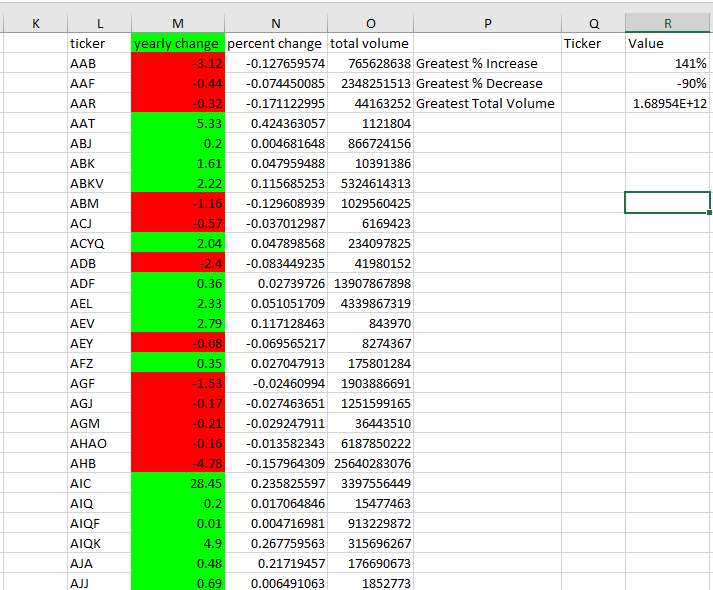 K L M N O P Q R
ticker yearly change percent change total volume Ticker Value
AAB -3.12 -0.127659574 765628638 Greatest % Increase 141%
AAF -0.44 -0.074450085 2348251513 Greatest % Decrease -90%
AAR -0.32 -0.171122995 44163252 Greatest Total Volume 1.68954E+12
AAT 5.33 0.424363057 1121804
ABJ 0.2 0.004681648 866724156
ABK 1.61 0.047959488 10391386
ABKV 2.22 0.115685253 5324614313
ABM -1.16 -0.129608939 1029560425
ACJ -0.57 -0.037012987 6169423
ACYQ 2.04 0.047898568 234097825
ADB -2.4 -0.083449235 41980152
ADF 0.36 0.02739726 13907867898
AEL 2.33 0.051051709 4339867319
AEV 2.79 0.117128463 843970
AEY -0.08 -0.069565217 8274367
AFZ 0.35 0.027047913 175801284
AGF -1.53 -0.02460994 1903886691
AGJ -0.17 -0.027463651 1251599165
AGM -0.21 -0.029247911 36443510
AHAO -0.16 -0.013582343 6187850222
AHB -4.78 -0.157964309 25640283076
AIC 28.45 0.235825597 3397556449
AIQ 0.2 0.017064846 15477463
AIQF 0.01 0.004716981 913229872
AIQK 4.9 0.267759563 315696267
AJA 0.48 0.21719457 176690673
AJJ 0.69 0.006491063 1852773